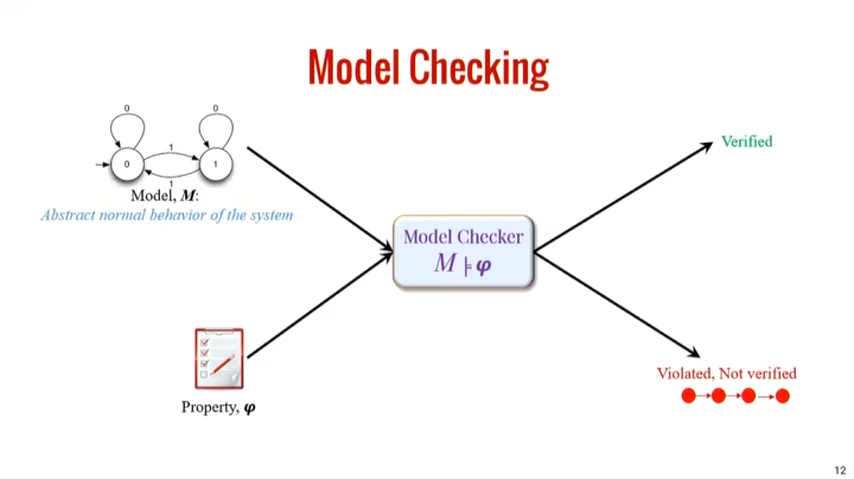 Model Checking
0
0
1
0
1
1
Model, M:
Abstract normal behavior of the system
Verified
Model Checker
M ⊧ φ
Property, φ
Violated, Not verified
12